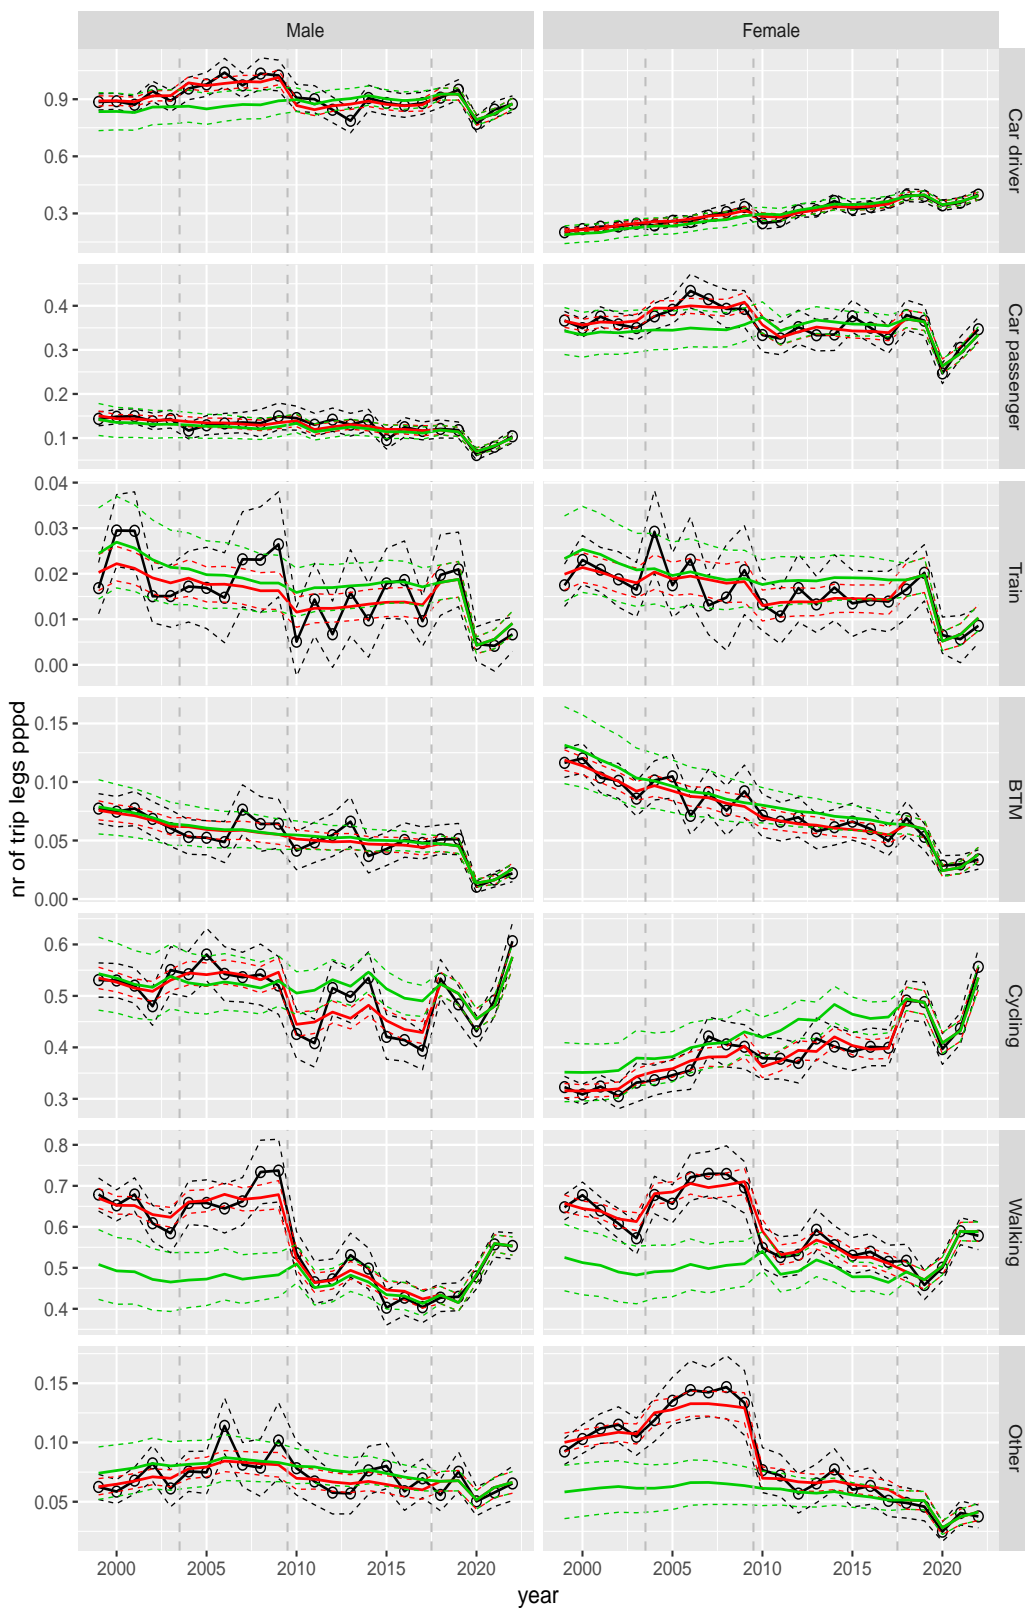 Male Female
0.9
0.6
0.3
Car driver
0.4
0.3
0.2
0.1
Car passenger
0.04
0.03
0.02
0.01
0.00
Train
0.15
0.10
0.05
0.00
BTM
0.6
0.5
0.4
0.3
Cycling
0.8
0.7
0.6
0.5
0.4
Walking
0.15
0.10
0.05
Other
nr of trip legs pppd
2000 2005 2010 2015 2020 2000 2005 2010 2015 2020
year